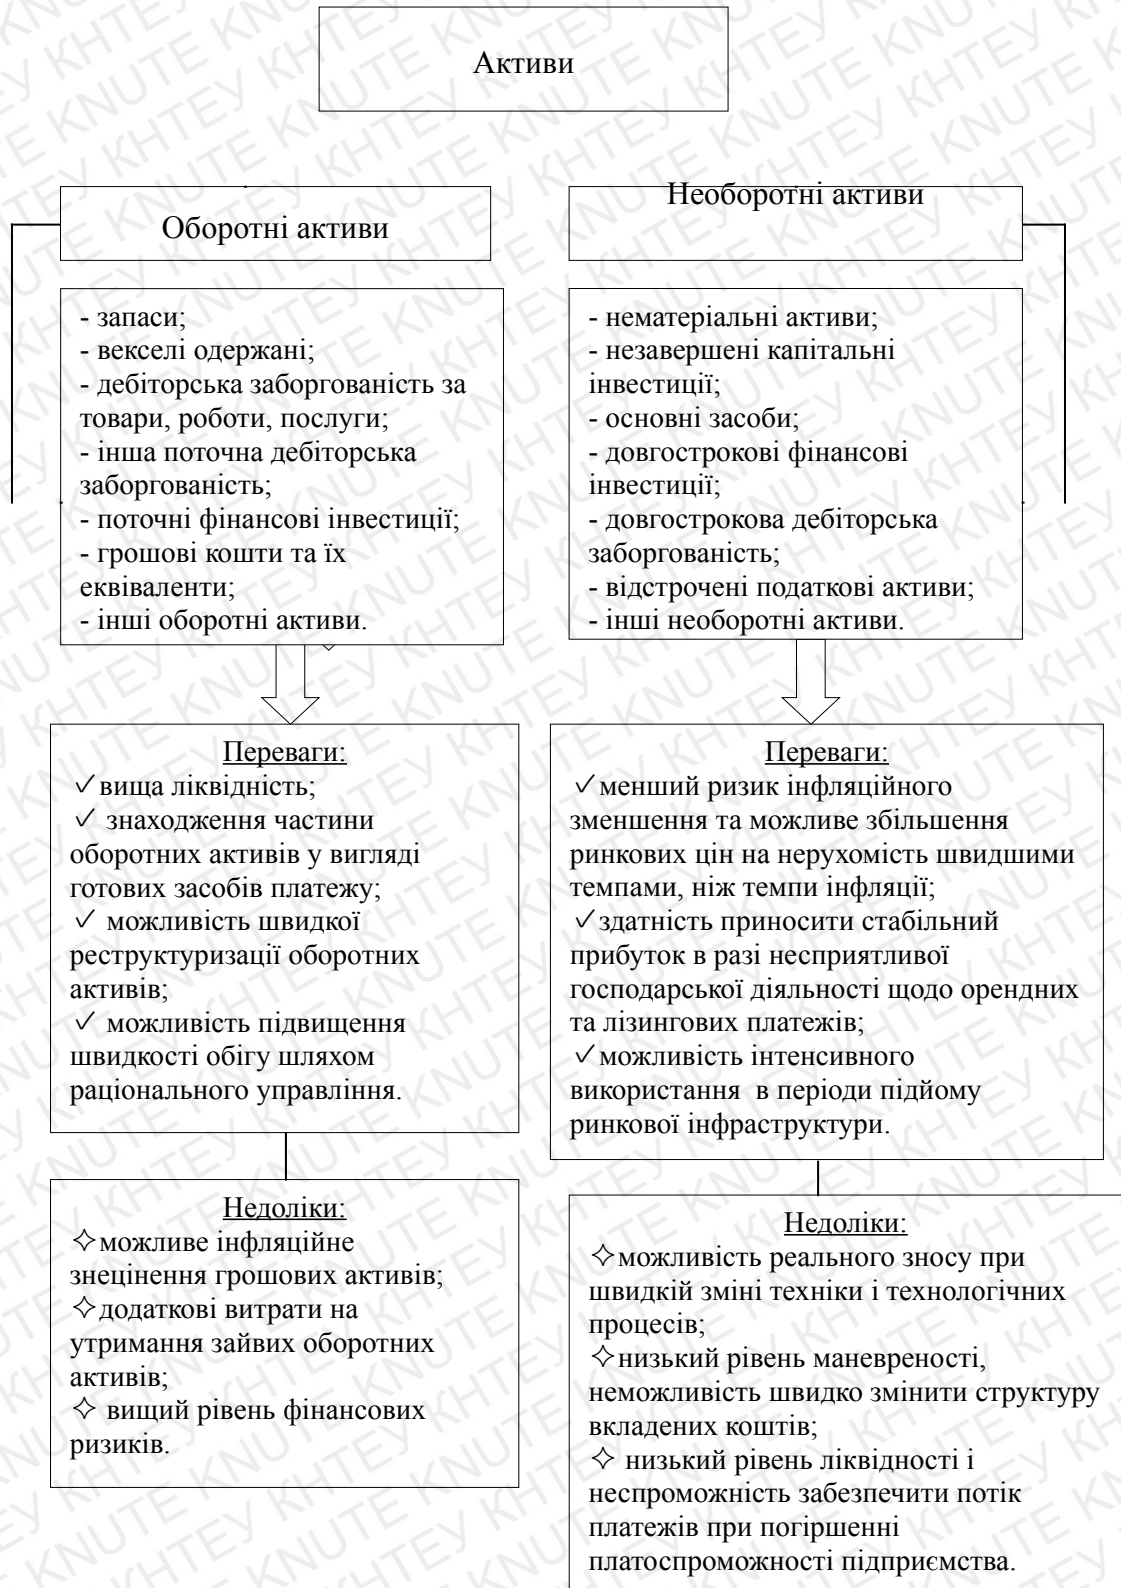 Активи
Оборотні активи
- запаси;
- векселі одержані;
- дебіторська заборгованість за
товари, роботи, послуги;
- інша поточна дебіторська
заборгованість;
- поточні фінансові інвестиції;
- грошові кошти та їх
еквіваленти;
- інші оборотні активи.
Переваги:
✓ вища ліквідність;
✓ знаходження частини
оборотних активів у вигляді
готових засобів платежу;
✓ можливість швидкої
реструктуризації оборотних
активів;
✓ можливість підвищення
швидкості обігу шляхом
раціонального управління.
Недоліки:
✧ можливе інфляційне
знецінення грошових активів;
✧ додаткові витрати на
утримання зайвих оборотних
активів;
✧ вищий рівень фінансових
ризиків.
Необоротні активи
- нематеріальні активи;
- незавершені капітальні
інвестиції;
- основні засоби;
- довгострокові фінансові
інвестиції;
- довгострокова дебіторська
заборгованість;
- відстрочені податкові активи;
- інші необоротні активи.
Переваги:
✓ менший ризик інфляційного
зменшення та можливе збільшення
ринкових цін на нерухомість швидшими
темпами, ніж темпи інфляції;
✓ здатність приносити стабільний
прибуток в разі несприятливої
господарської діяльності щодо орендних
та лізингових платежів;
✓ можливість інтенсивного
використання в періоди підйому
ринкової інфраструктури.
Недоліки:
✧ можливість реального зносу при
швидкій зміні техніки і технологічних
процесів;
✧ низький рівень маневреності,
неможливість швидко змінити структуру
вкладених коштів;
✧ низький рівень ліквідності і
неспроможність забезпечити потік
платежів при погіршенні
платоспроможності підприємства.